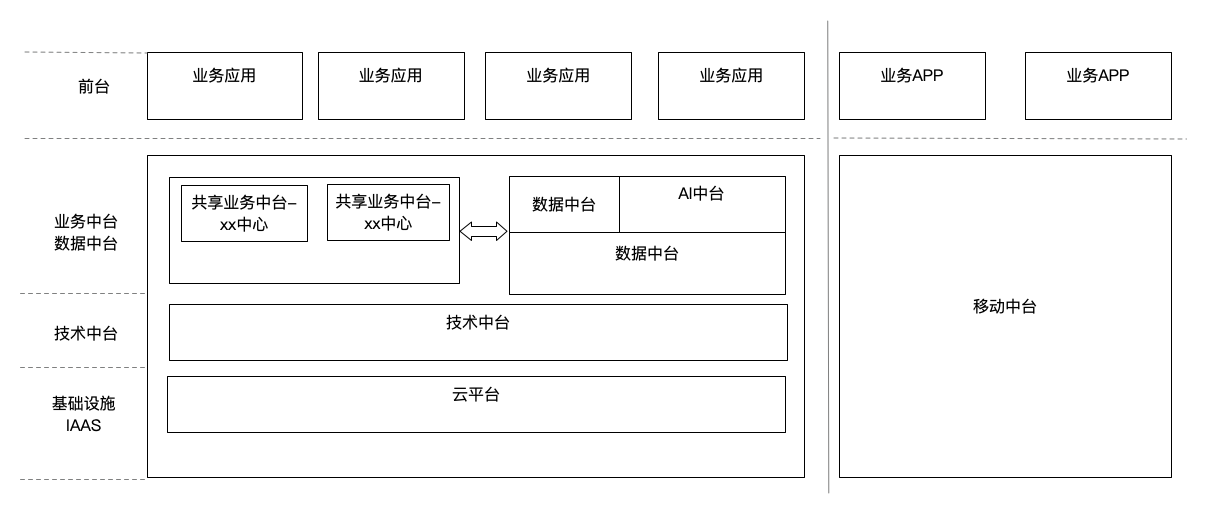 前台
业务应用
业务应用
业务应用
业务应用
业务APP
业务APP
业务中台
数据中台
共享业务中台–
xx中心
共享业务中台–
xx中心
数据中台
AI中台
数据中台
移动中台
技术中台
技术中台
基础设施
IAAS
云平台